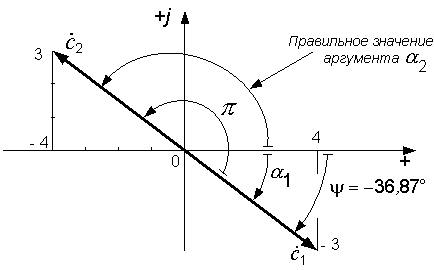 +j
ċ2
3
Правильное значение
аргумента α2
π
- 4
0
4
+
α1
ψ = −36,87°
ċ1
- 3